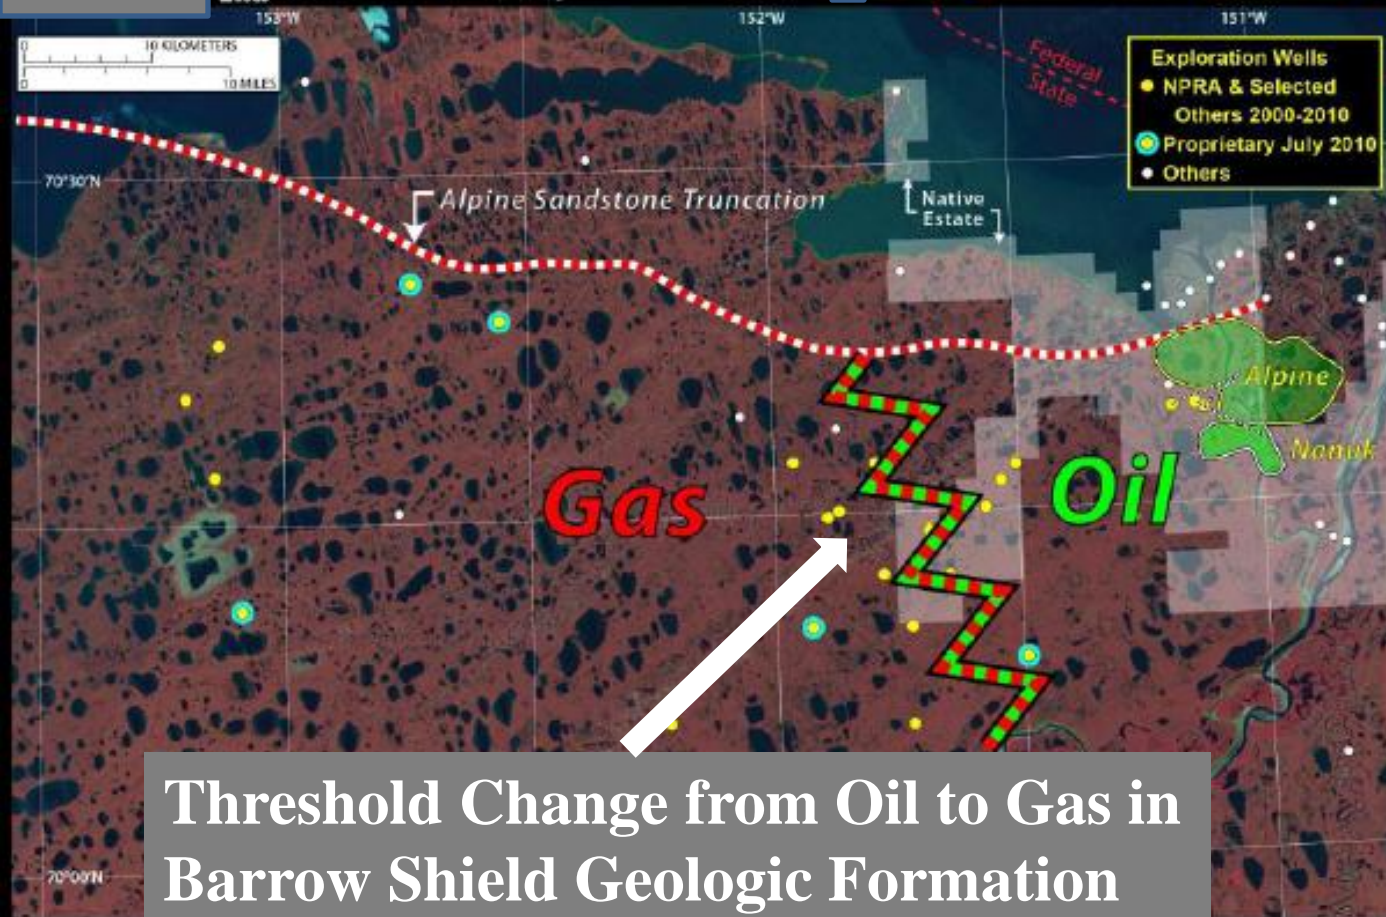 153°W
152°W
151°W
0 10 KILOMETERS
0 10 MILES
Federal
State
Exploration Wells
NPRA & Selected
Others 2000-2010
Proprietary July 2010
Others
70°30'N
Alpine Sandstone Truncation
Native
Estate
Alpine
Nanuk
Gas
Oil
Threshold Change from Oil to Gas in
Barrow Shield Geologic Formation
70°00'N